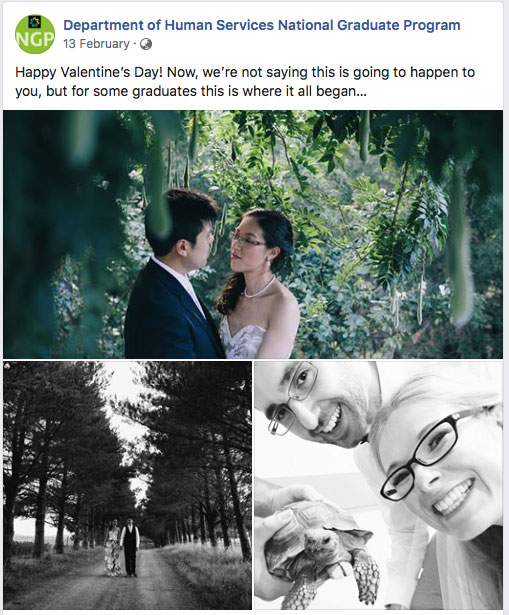 NGP
Department of Human Services National Graduate Program
13 February ·
Happy Valentine's Day! Now, we're not saying this is going to happen to
you, but for some graduates this is where it all began...